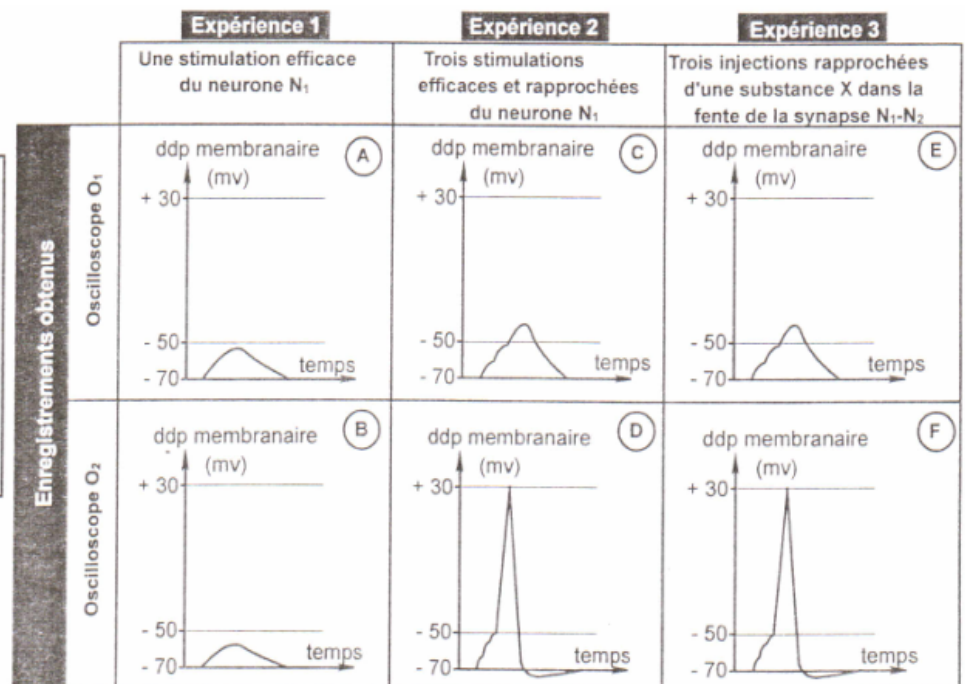 Expérience 1
Expérience 2
Expérience 3
Une stimulation efficace
du neurone N₁
Trois stimulations
efficaces et rapprochées
du neurone N₁
Trois injections rapprochées
d'une substance X dans la
fente de la synapse N₁-N₂
Enregistrements obtenus
Oscilloscope O₁
ddp membranaire
(mv)
A
+ 30
- 50
- 70
temps
ddp membranaire
(mv)
C
+ 30
- 50
- 70
temps
ddp membranaire
(mv)
E
+ 30
- 50
- 70
temps
Oscilloscope O₂
ddp membranaire
(mv)
B
+ 30
- 50
- 70
temps
ddp membranaire
(mv)
D
+ 30
- 50
- 70
temps
ddp membranaire
(mv)
F
+ 30
- 50
- 70
temps